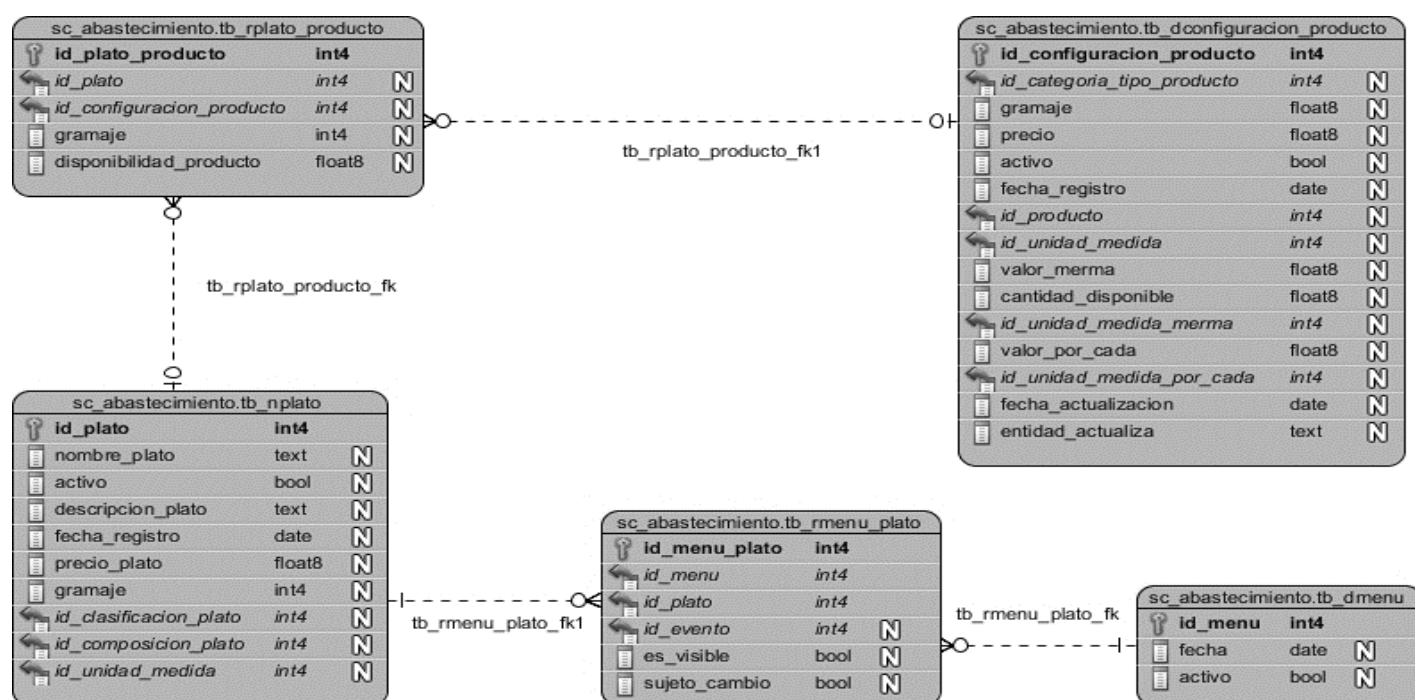 sc_abastecimiento.tb_rplato_producto
id_plato_producto int4
id_plato int4 N
id_configuracion_producto int4 N
gramaje int4 N
disponibilidad_producto float8 N
sc_abastecimiento.tb_dconfiguracion_producto
id_configuracion_producto int4
id_categoria_tipo_producto int4 N
gramaje float8 N
precio float8 N
activo bool N
fecha_registro date N
id_producto int4 N
id_unidad_medida int4 N
valor_merma float8 N
cantidad_disponible float8 N
id_unidad_medida_merma int4 N
valor_por_cada float8 N
id_unidad_medida_por_cada int4 N
fecha_actualizacion date N
entidad_actualiza text N
tb_rplato_producto_fk1
tb_rplato_producto_fk
sc_abastecimiento.tb_nplato
id_plato int4
nombre_plato text N
activo bool N
descripcion_plato text N
fecha_registro date N
precio_plato float8 N
gramaje int4 N
id_clasificacion_plato int4 N
id_composicion_plato int4 N
id_unidad_medida int4 N
tb_rmenu_plato_fk1
sc_abastecimiento.tb_rmenu_plato
id_menu_plato int4
id_menu int4
id_plato int4
id_evento int4 N
es_visible bool N
sujeto_cambio bool N
tb_rmenu_plato_fk
sc_abastecimiento.tb_dmenu
id_menu int4
fecha date N
activo bool N